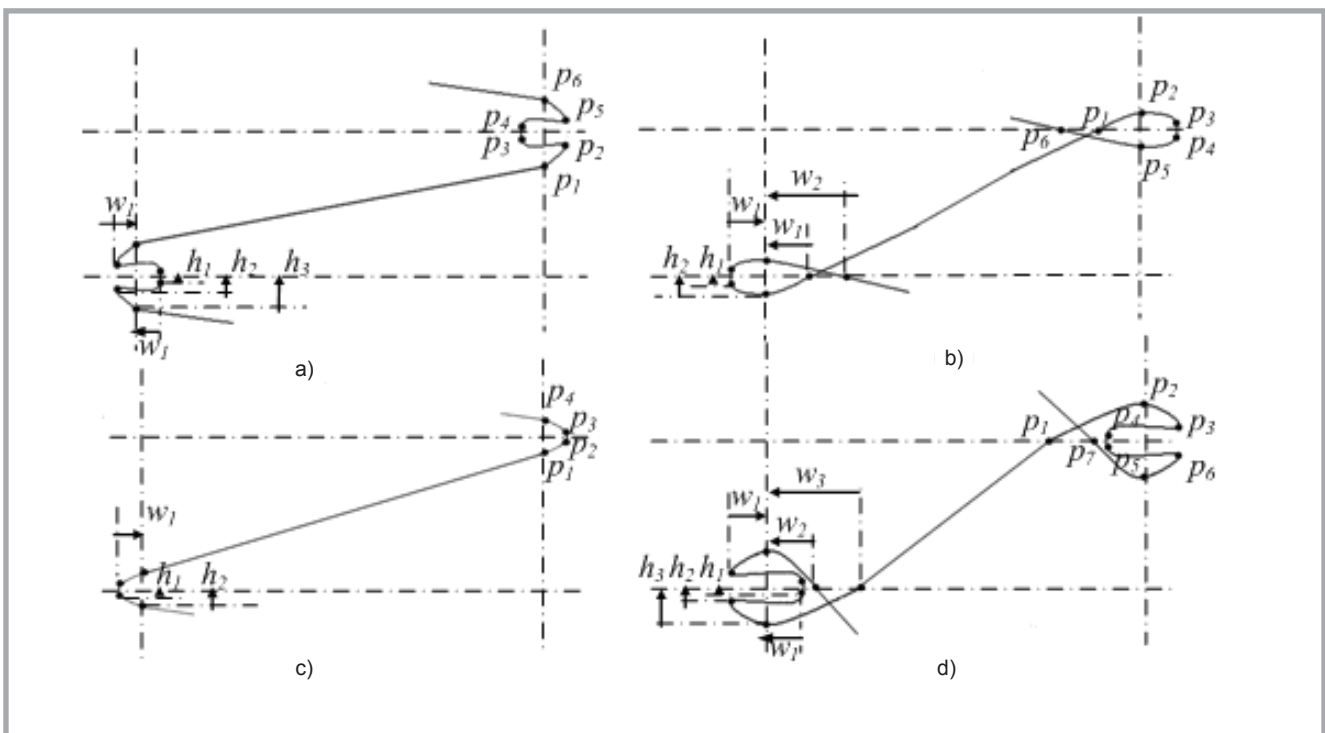 p6
p5
p4
p3
p2
p1
w1
h1 h2 h3
w1
a)
p2
p1 p3
p6 p4
p5
w2
w1
w1
h2 h1
b)
p4
p3
p2
p1
w1
h1 h2
c)
p2
p1 p4 p3
p7 p5 p6
w3
w1
w2
h3 h2 h1
w1
d)